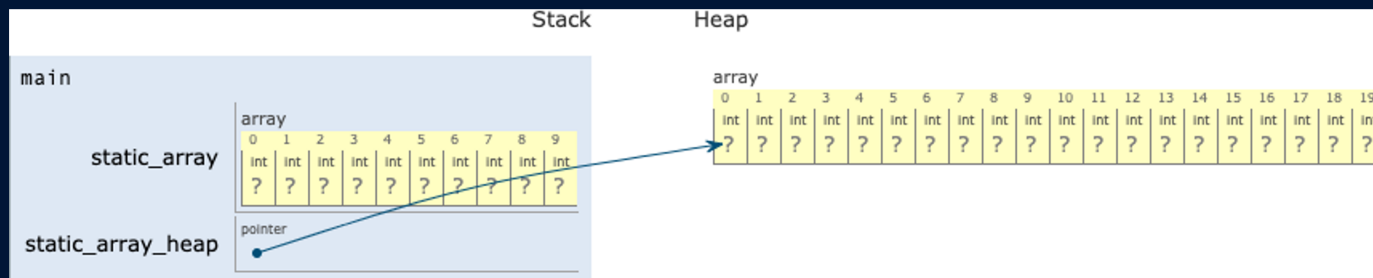 Stack Heap
main
array
0 1 2 3 4 5 6 7 8 9
static_array
int int int int int int int int int int
? ? ? ? ? ? ? ? ? ?
static_array_heap
pointer
array
0 1 2 3 4 5 6 7 8 9 10 11 12 13 14 15 16 17 18 19
int int int int int int int int int int int int int int int int int int int
? ? ? ? ? ? ? ? ? ? ? ? ? ? ? ? ? ? ? ?